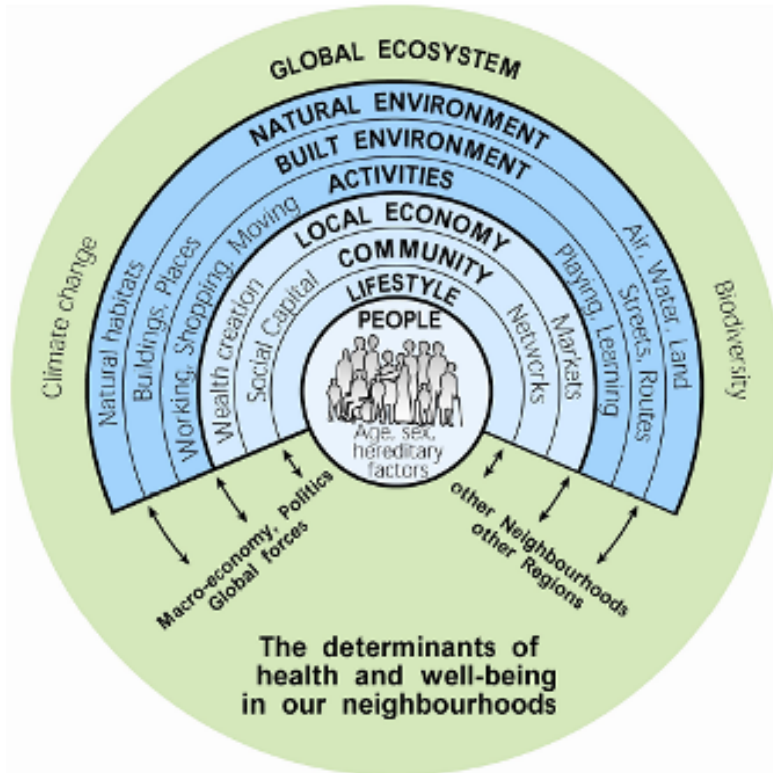 GLOBAL ECOSYSTEM
NATURAL ENVIRONMENT
BUILT ENVIRONMENT
ACTIVITIES
LOCAL ECONOMY
COMMUNITY
LIFESTYLE
PEOPLE
Age, sex,
hereditary
factors
Climate change
Natural habitats
Buildings, Places
Working, Shopping, Moving
Wealth creation
Social Capital
Networks
Markets
Playing, Learning
Streets, Routes
Air, Water, Land
Biodiversity
Macro-economy, Politics
Global forces
other Neighbourhoods
other Regions
The determinants of
health and well-being
in our neighbourhoods